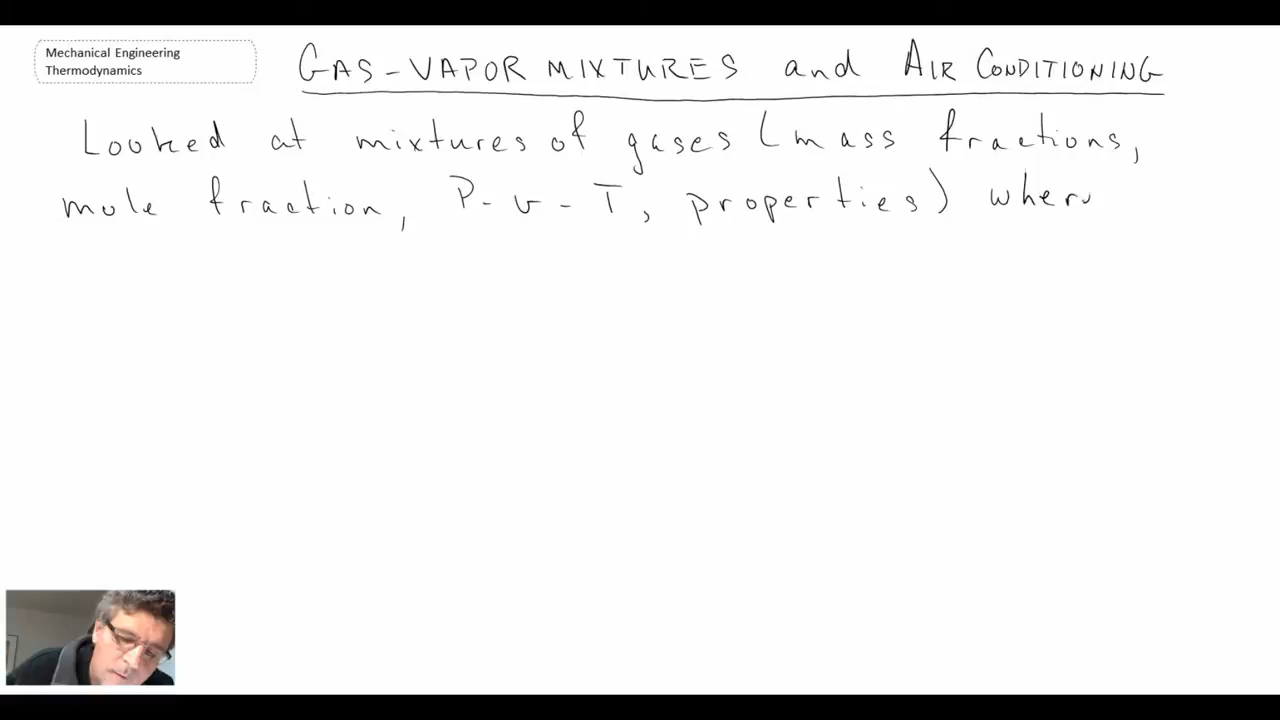 Mechanical Engineering
Thermodynamics
GAS-VAPOR MIXTURES and AIR CONDITIONING
Looked at mixtures of gases (mass fractions,
mole fraction, P-v-T, properties) where